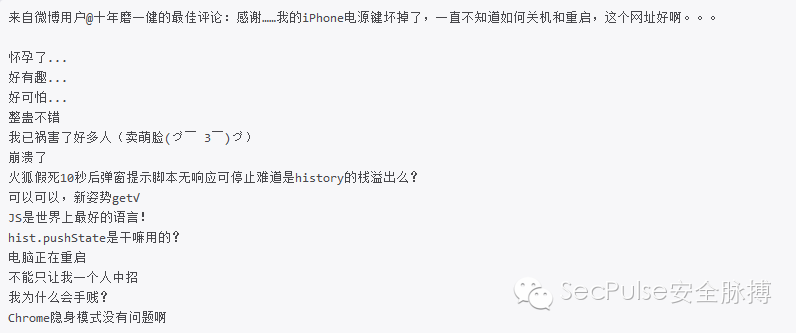 来自微博用户@十年磨一健的最佳评论：感谢……我的iPhone电源键坏掉了，一直不知道如何关机和重启，这个网址好啊。。。
怀孕了...
好有趣...
好可怕...
整蛊不错
我已祸害了好多人（卖萌脸(づ￣ 3￣)づ）
崩溃了
火狐假死10秒后弹窗提示脚本无响应可停止难道是history的栈溢出么？
可以可以，新姿势get√
JS是世界上最好的语言！
hist.pushState是干嘛用的？
电脑正在重启
不能只让我一个人中招
我为什么会手贱？
Chrome隐身模式没有问题啊
SecPulse安全脉搏